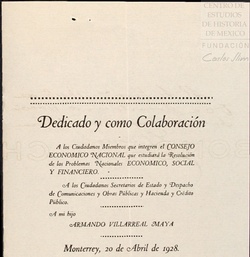 CENTRO DE
ESTUDIOS
DE HISTORIA
DE MEXICO
FUNDACIÓN
Carlos Slim
Dedicado y como Colaboración
A los Ciudadanos Miembros que integren el CONSEJO
ECONOMICO NACIONAL que estudiará la Resolución
de los Problemas Nacionales ECONOMICO, SOCIAL
Y FINANCIERO.
A los Ciudadanos Secretarios de Estado y Despacho
de Comunicaciones y Obras Públicas y Hacienda y Crédito
Público.
A mi hijo
ARMANDO VILLARREAL MAYA
Monterrey, 20 de Abril de 1928.